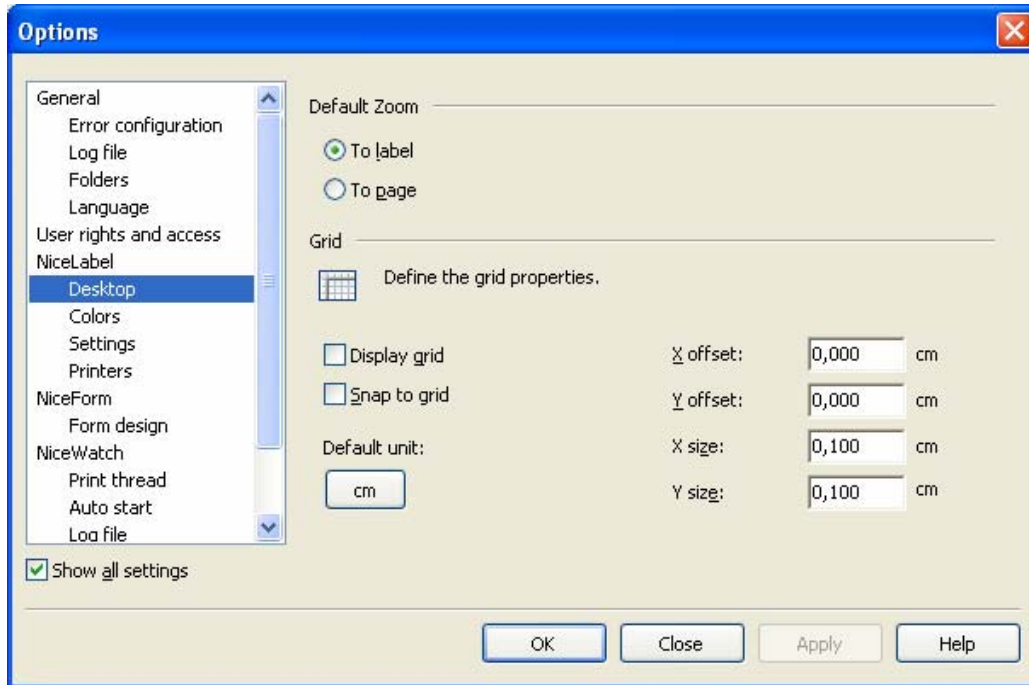 Options
General
Error configuration
Log file
Folders
Language
User rights and access
NiceLabel
Desktop
Colors
Settings
Printers
NiceForm
Form design
NiceWatch
Print thread
Auto start
Log file
Show all settings
Default Zoom
To label
To page
Grid
Define the grid properties.
Display grid
Snap to grid
Default unit:
cm
X offset: 0,000 cm
Y offset: 0,000 cm
X size: 0,100 cm
Y size: 0,100 cm
OK Close Apply Help